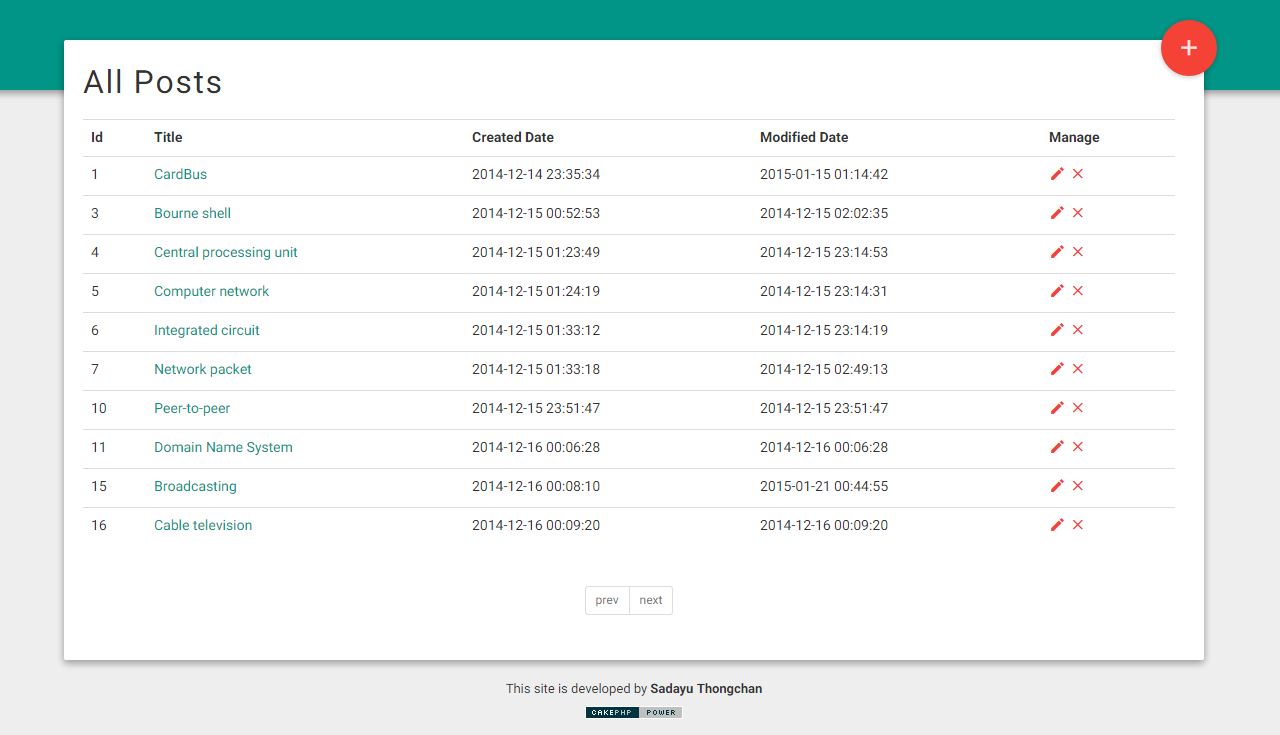 +
All Posts
Id Title Created Date Modified Date Manage
1 CardBus 2014-12-14 23:35:34 2015-01-15 01:14:42
3 Bourne shell 2014-12-15 00:52:53 2014-12-15 02:02:35
4 Central processing unit 2014-12-15 01:23:49 2014-12-15 23:14:53
5 Computer network 2014-12-15 01:24:19 2014-12-15 23:14:31
6 Integrated circuit 2014-12-15 01:33:12 2014-12-15 23:14:19
7 Network packet 2014-12-15 01:33:18 2014-12-15 02:49:13
10 Peer-to-peer 2014-12-15 23:51:47 2014-12-15 23:51:47
11 Domain Name System 2014-12-16 00:06:28 2014-12-16 00:06:28
15 Broadcasting 2014-12-16 00:08:10 2015-01-21 00:44:55
16 Cable television 2014-12-16 00:09:20 2014-12-16 00:09:20
prev next
This site is developed by Sadayu Thongchan
CAKEPHP POWER